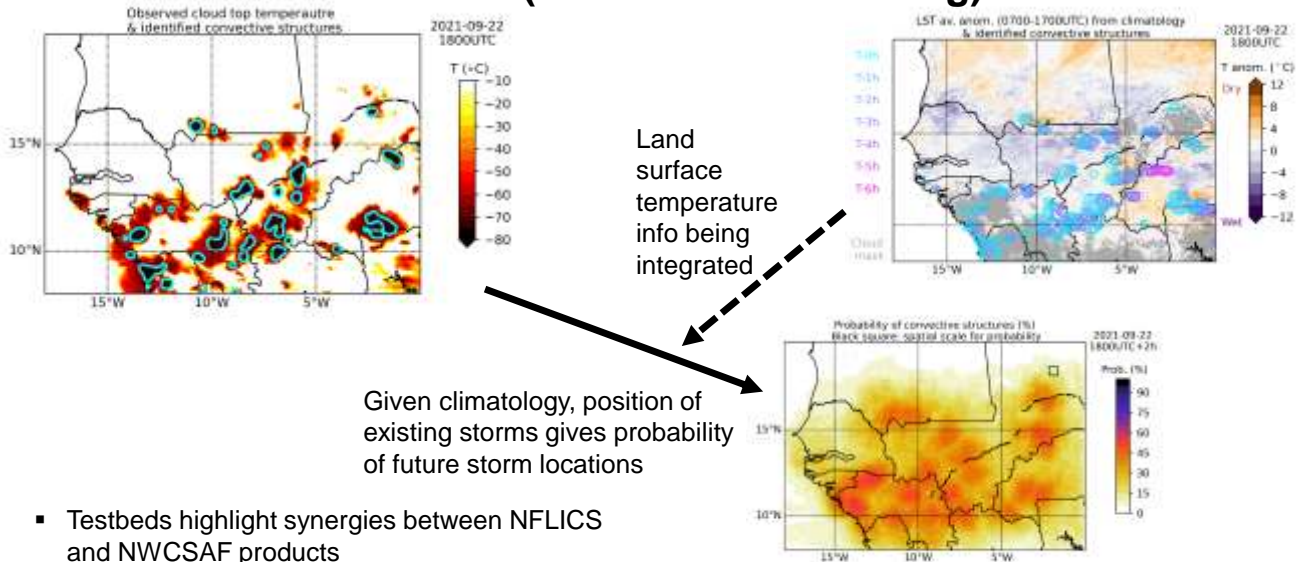 Observed cloud top temperautre
& identified convective structures
2021-09-22
1800UTC
T (∘C)
−10
−20
−30
−40
−50
−60
−70
−80
15°N
10°N
15°W
10°W
5°W
Land
surface
temperature
info being
integrated
LST av. anom. (0700-1700UTC) from climatology
& identified convective structures
2021-09-22
1800UTC
T anom. (°C)
T-0h
T-1h
T-2h
T-3h
T-4h
T-5h
T-6h
Cloud
mask
Dry
12
8
4
0
−4
−8
−12
Wet
15°W
10°W
5°W
Given climatology, position of
existing storms gives probability
of future storm locations
Probability of convective structures (%)
Black square: spatial scale for probability
2021-09-22
1800UTC+2h
Prob. (%)
90
75
60
45
30
15
0
15°N
10°N
15°W
10°W
5°W
▪ Testbeds highlight synergies between NFLICS
and NWCSAF products